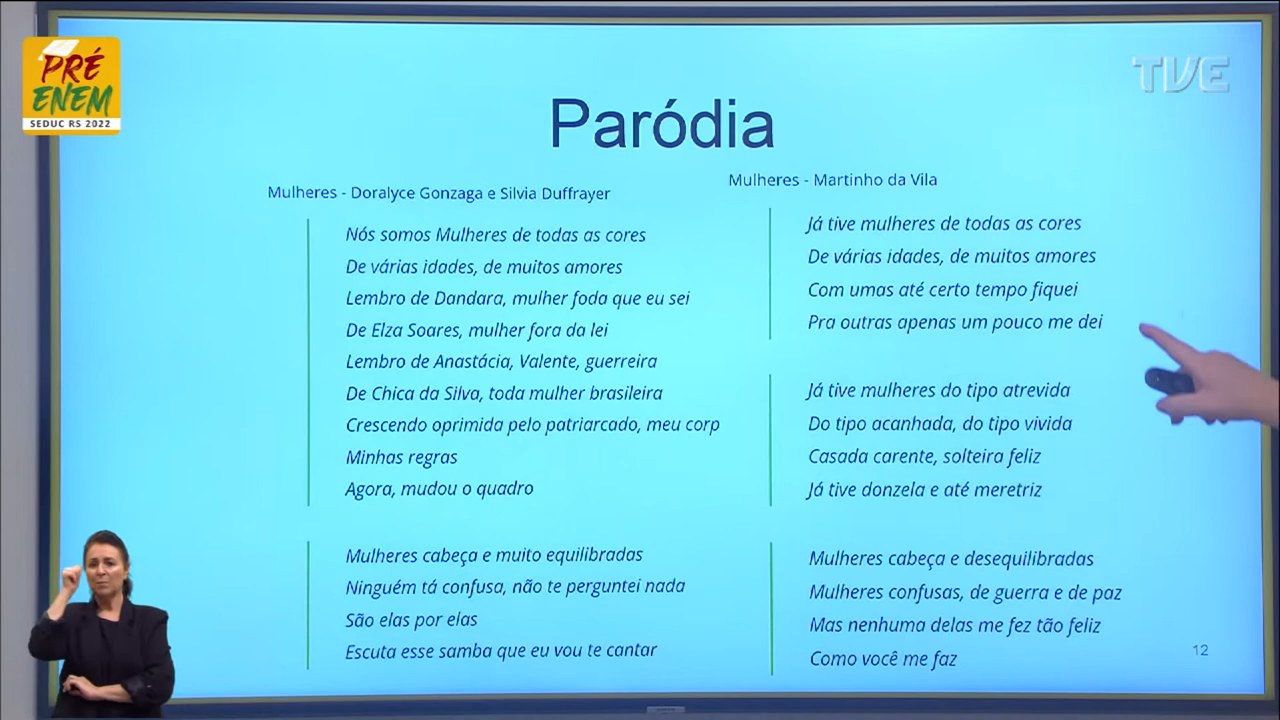 PRÉ
ENEM
SEDUC RS 2022
TVE
Paródia
Mulheres - Doralyce Gonzaga e Silvia Duffrayer
Nós somos Mulheres de todas as cores
De várias idades, de muitos amores
Lembro de Dandara, mulher foda que eu sei
De Elza Soares, mulher fora da lei
Lembro de Anastácia, Valente, guerreira
De Chica da Silva, toda mulher brasileira
Crescendo oprimida pelo patriarcado, meu corp
Minhas regras
Agora, mudou o quadro
Mulheres cabeça e muito equilibradas
Ninguém tá confusa, não te perguntei nada
São elas por elas
Escuta esse samba que eu vou te cantar
Mulheres - Martinho da Vila
Já tive mulheres de todas as cores
De várias idades, de muitos amores
Com umas até certo tempo fiquei
Pra outras apenas um pouco me dei
Já tive mulheres do tipo atrevida
Do tipo acanhada, do tipo vivida
Casada carente, solteira feliz
Já tive donzela e até meretriz
Mulheres cabeça e desequilibradas
Mulheres confusas, de guerra e de paz
Mas nenhuma delas me fez tão feliz
Como você me faz
12